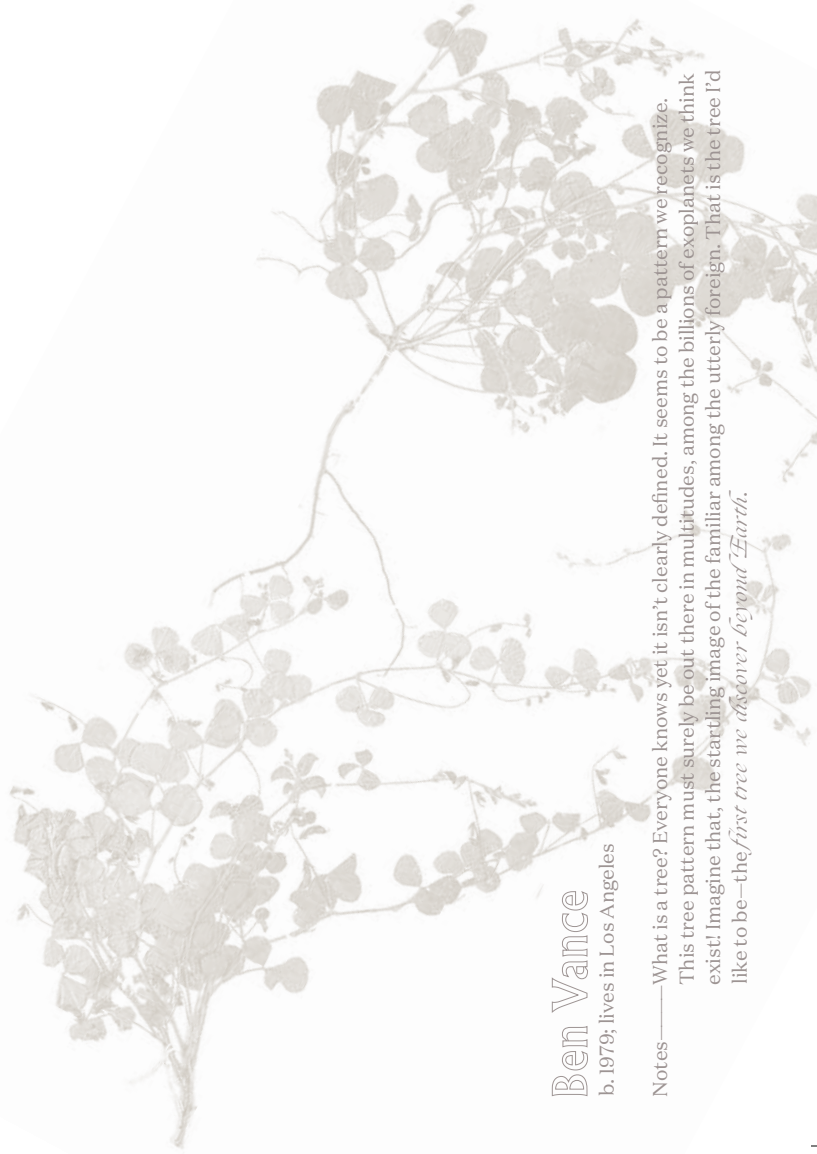 Ben Vance
b. 1979; lives in Los Angeles
Notes———What is a tree? Everyone knows yet it isn’t clearly defined. It seems to be a pattern we recognize.
This tree pattern must surely be out there in multitudes, among the billions of exoplanets we think
exist! Imagine that, the startling image of the familiar among the utterly foreign. That is the tree I’d
like to be—the first tree we discover beyond Earth.